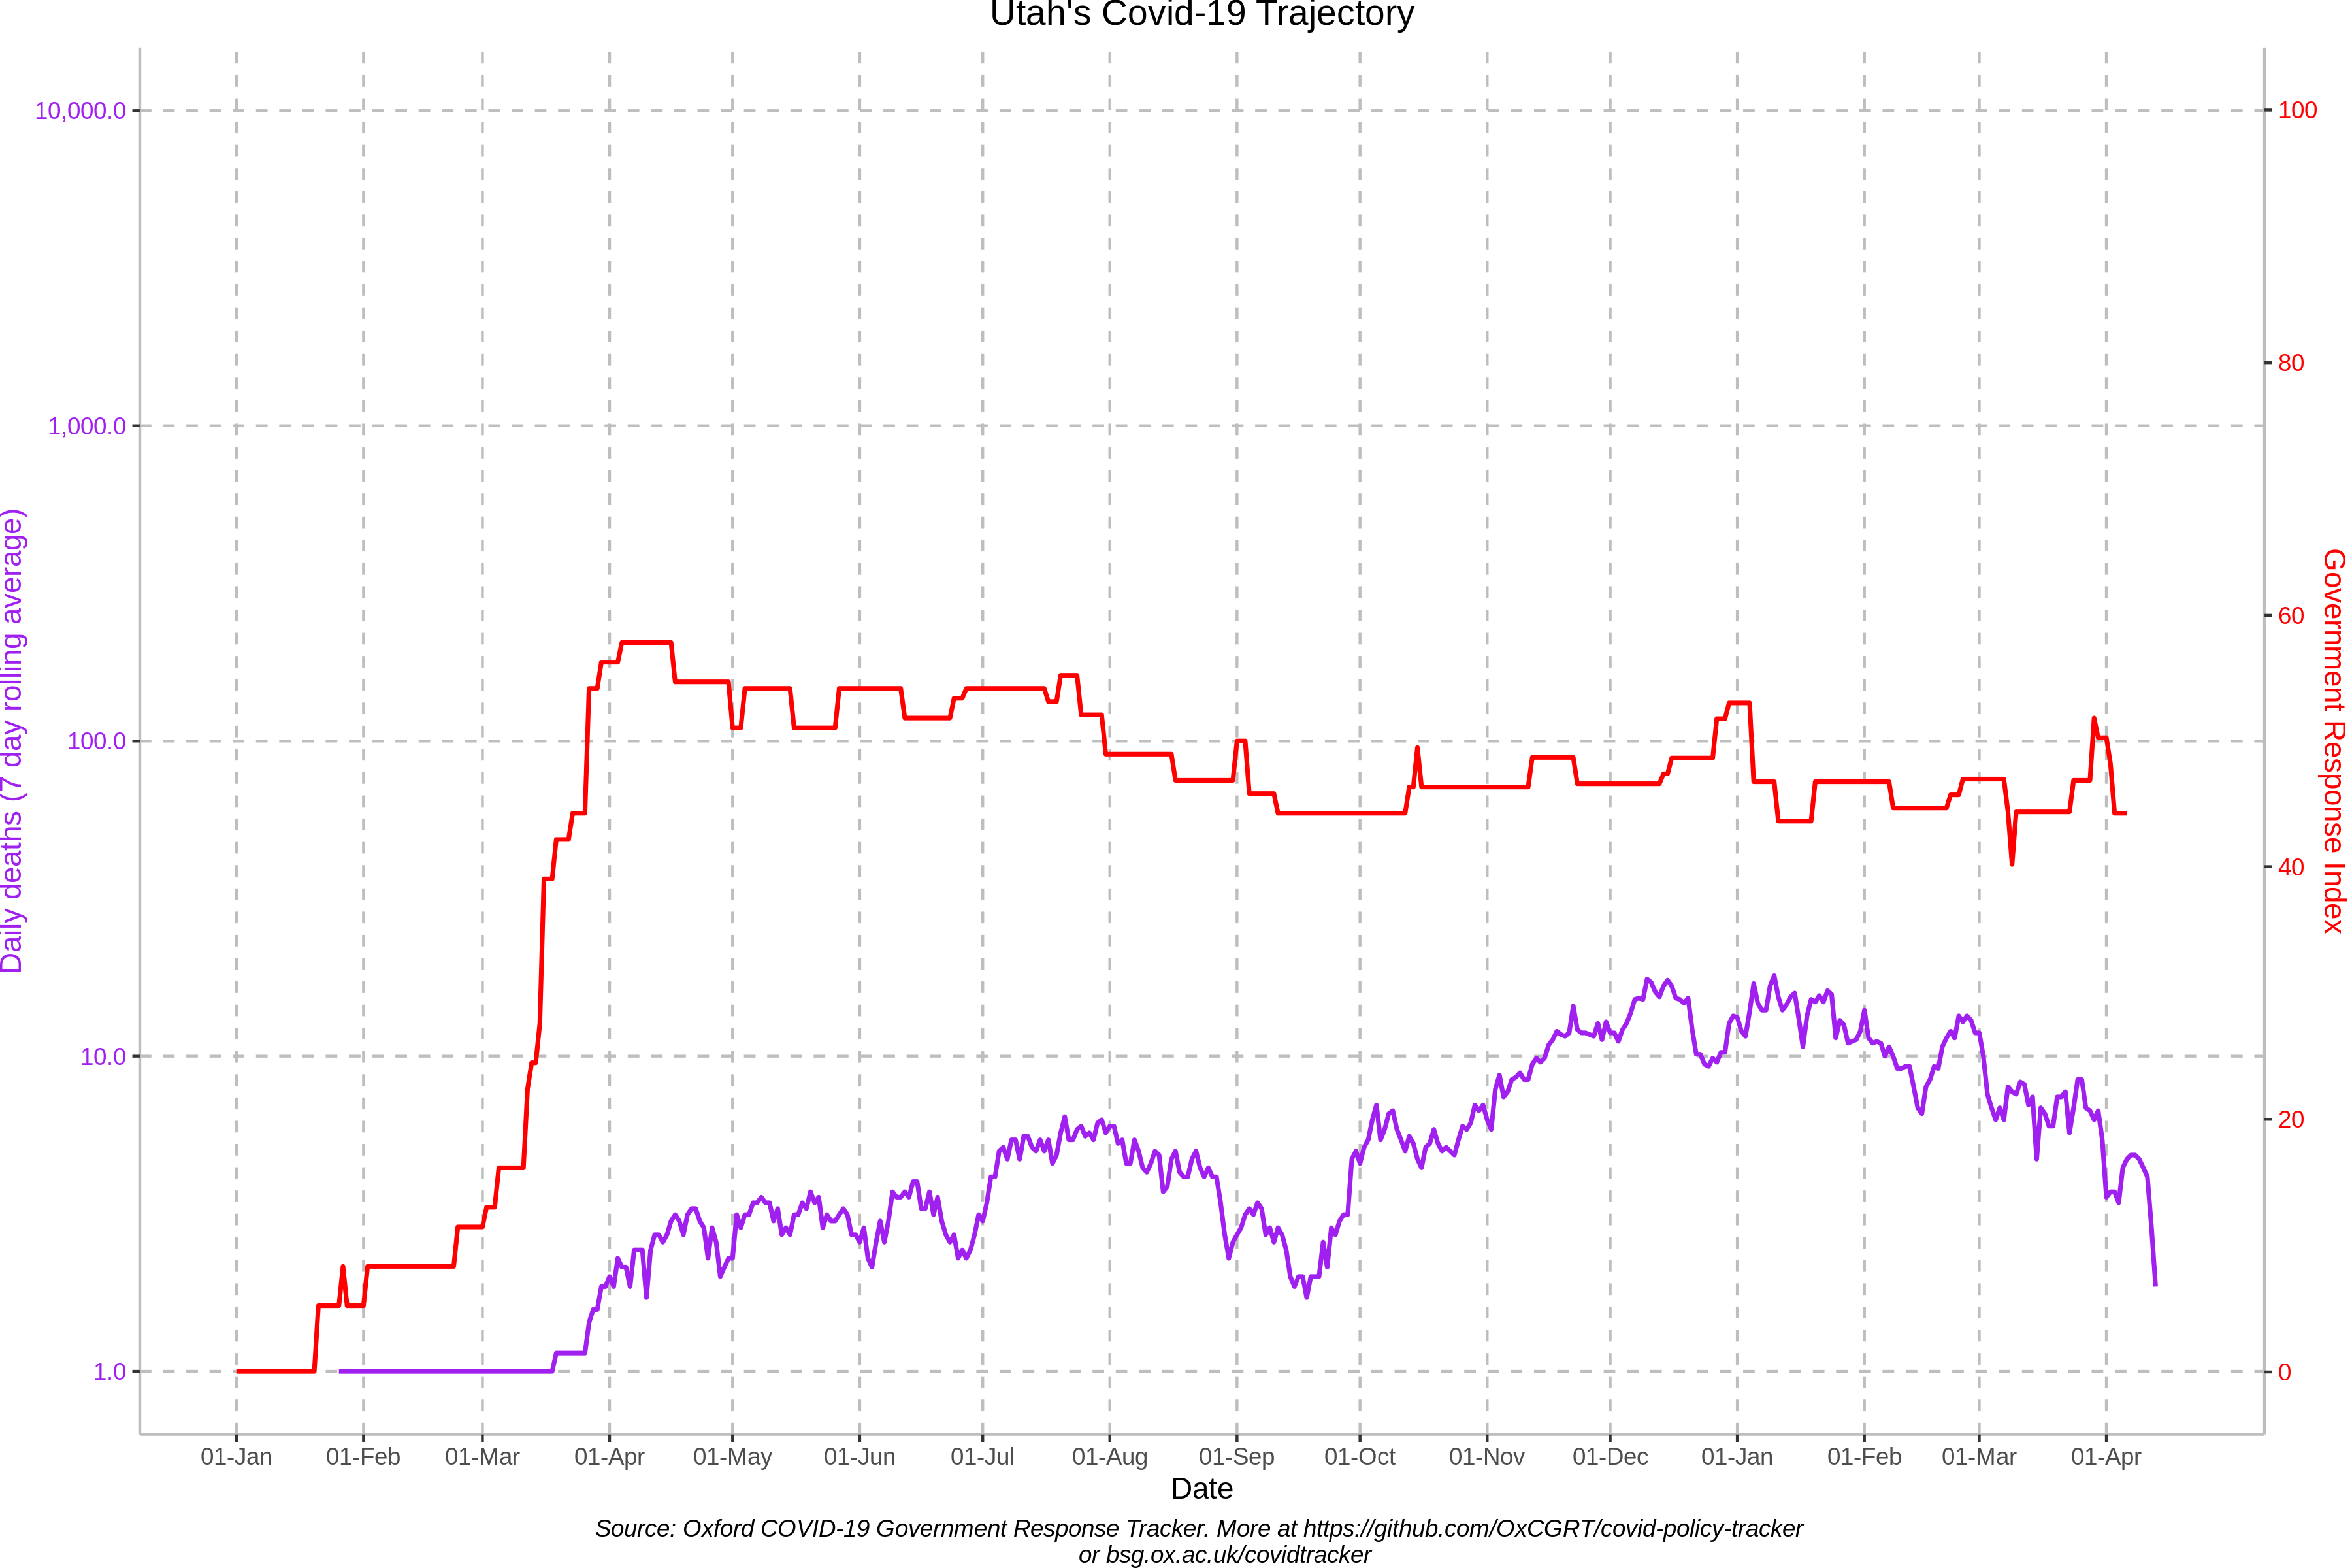 Utah's Covid-19 Trajectory
Daily deaths (7 day rolling average)
10,000.0
1,000.0
100.0
10.0
1.0
100
80
60
40
20
0
Government Response Index
01-Jan 01-Feb 01-Mar 01-Apr 01-May 01-Jun 01-Jul 01-Aug 01-Sep 01-Oct 01-Nov 01-Dec 01-Jan 01-Feb 01-Mar 01-Apr
Date
Source: Oxford COVID-19 Government Response Tracker. More at https://github.com/OxCGRT/covid-policy-tracker
or bsg.ox.ac.uk/covidtracker